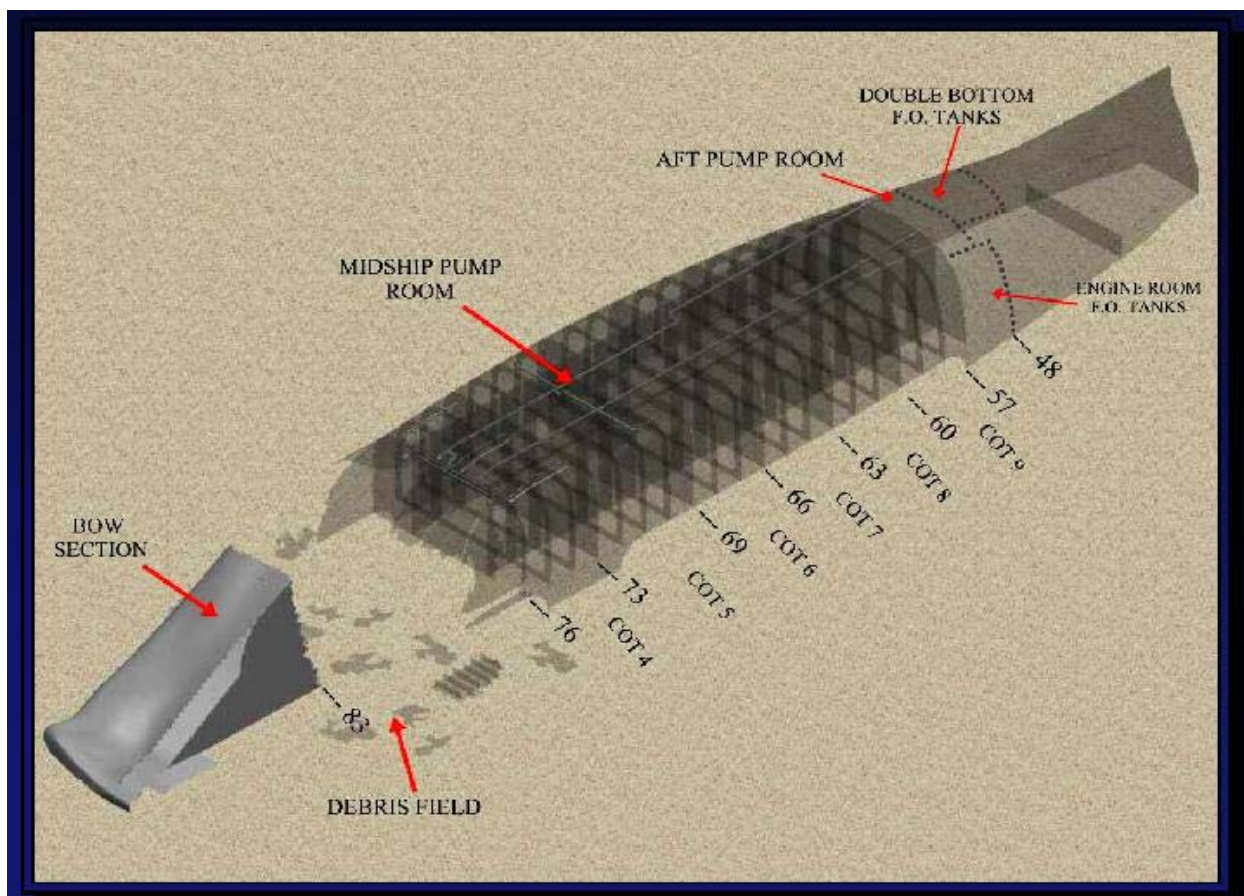 DOUBLE BOTTOM
F.O. TANKS
AFT PUMP ROOM
MIDSHIP PUMP
ROOM
ENGINE ROOM
F.O. TANKS
48
57
COT 9
60
COT 8
63
COT 7
66
COT 6
69
COT 5
73
COT 4
76
BOW
SECTION
83
DEBRIS FIELD